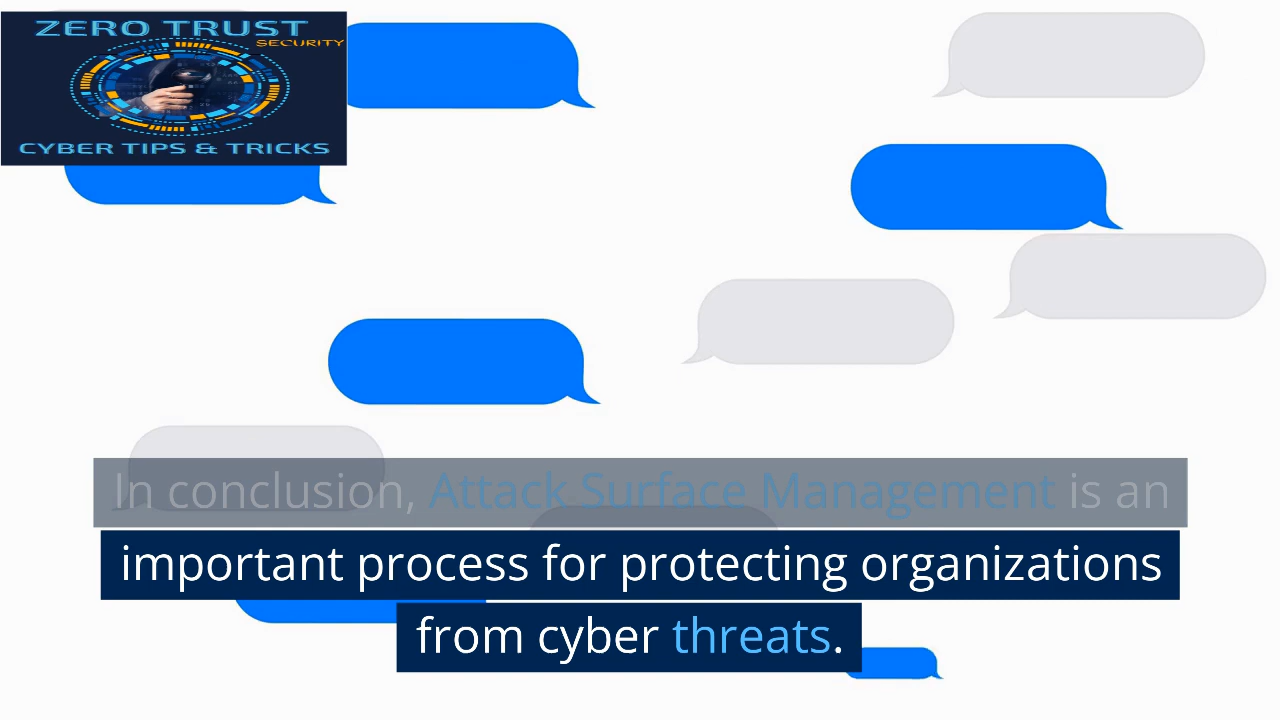 ZERO TRUST
SECURITY
CYBER TIPS & TRICKS
In conclusion, Attack Surface Management is an
important process for protecting organizations
from cyber threats.